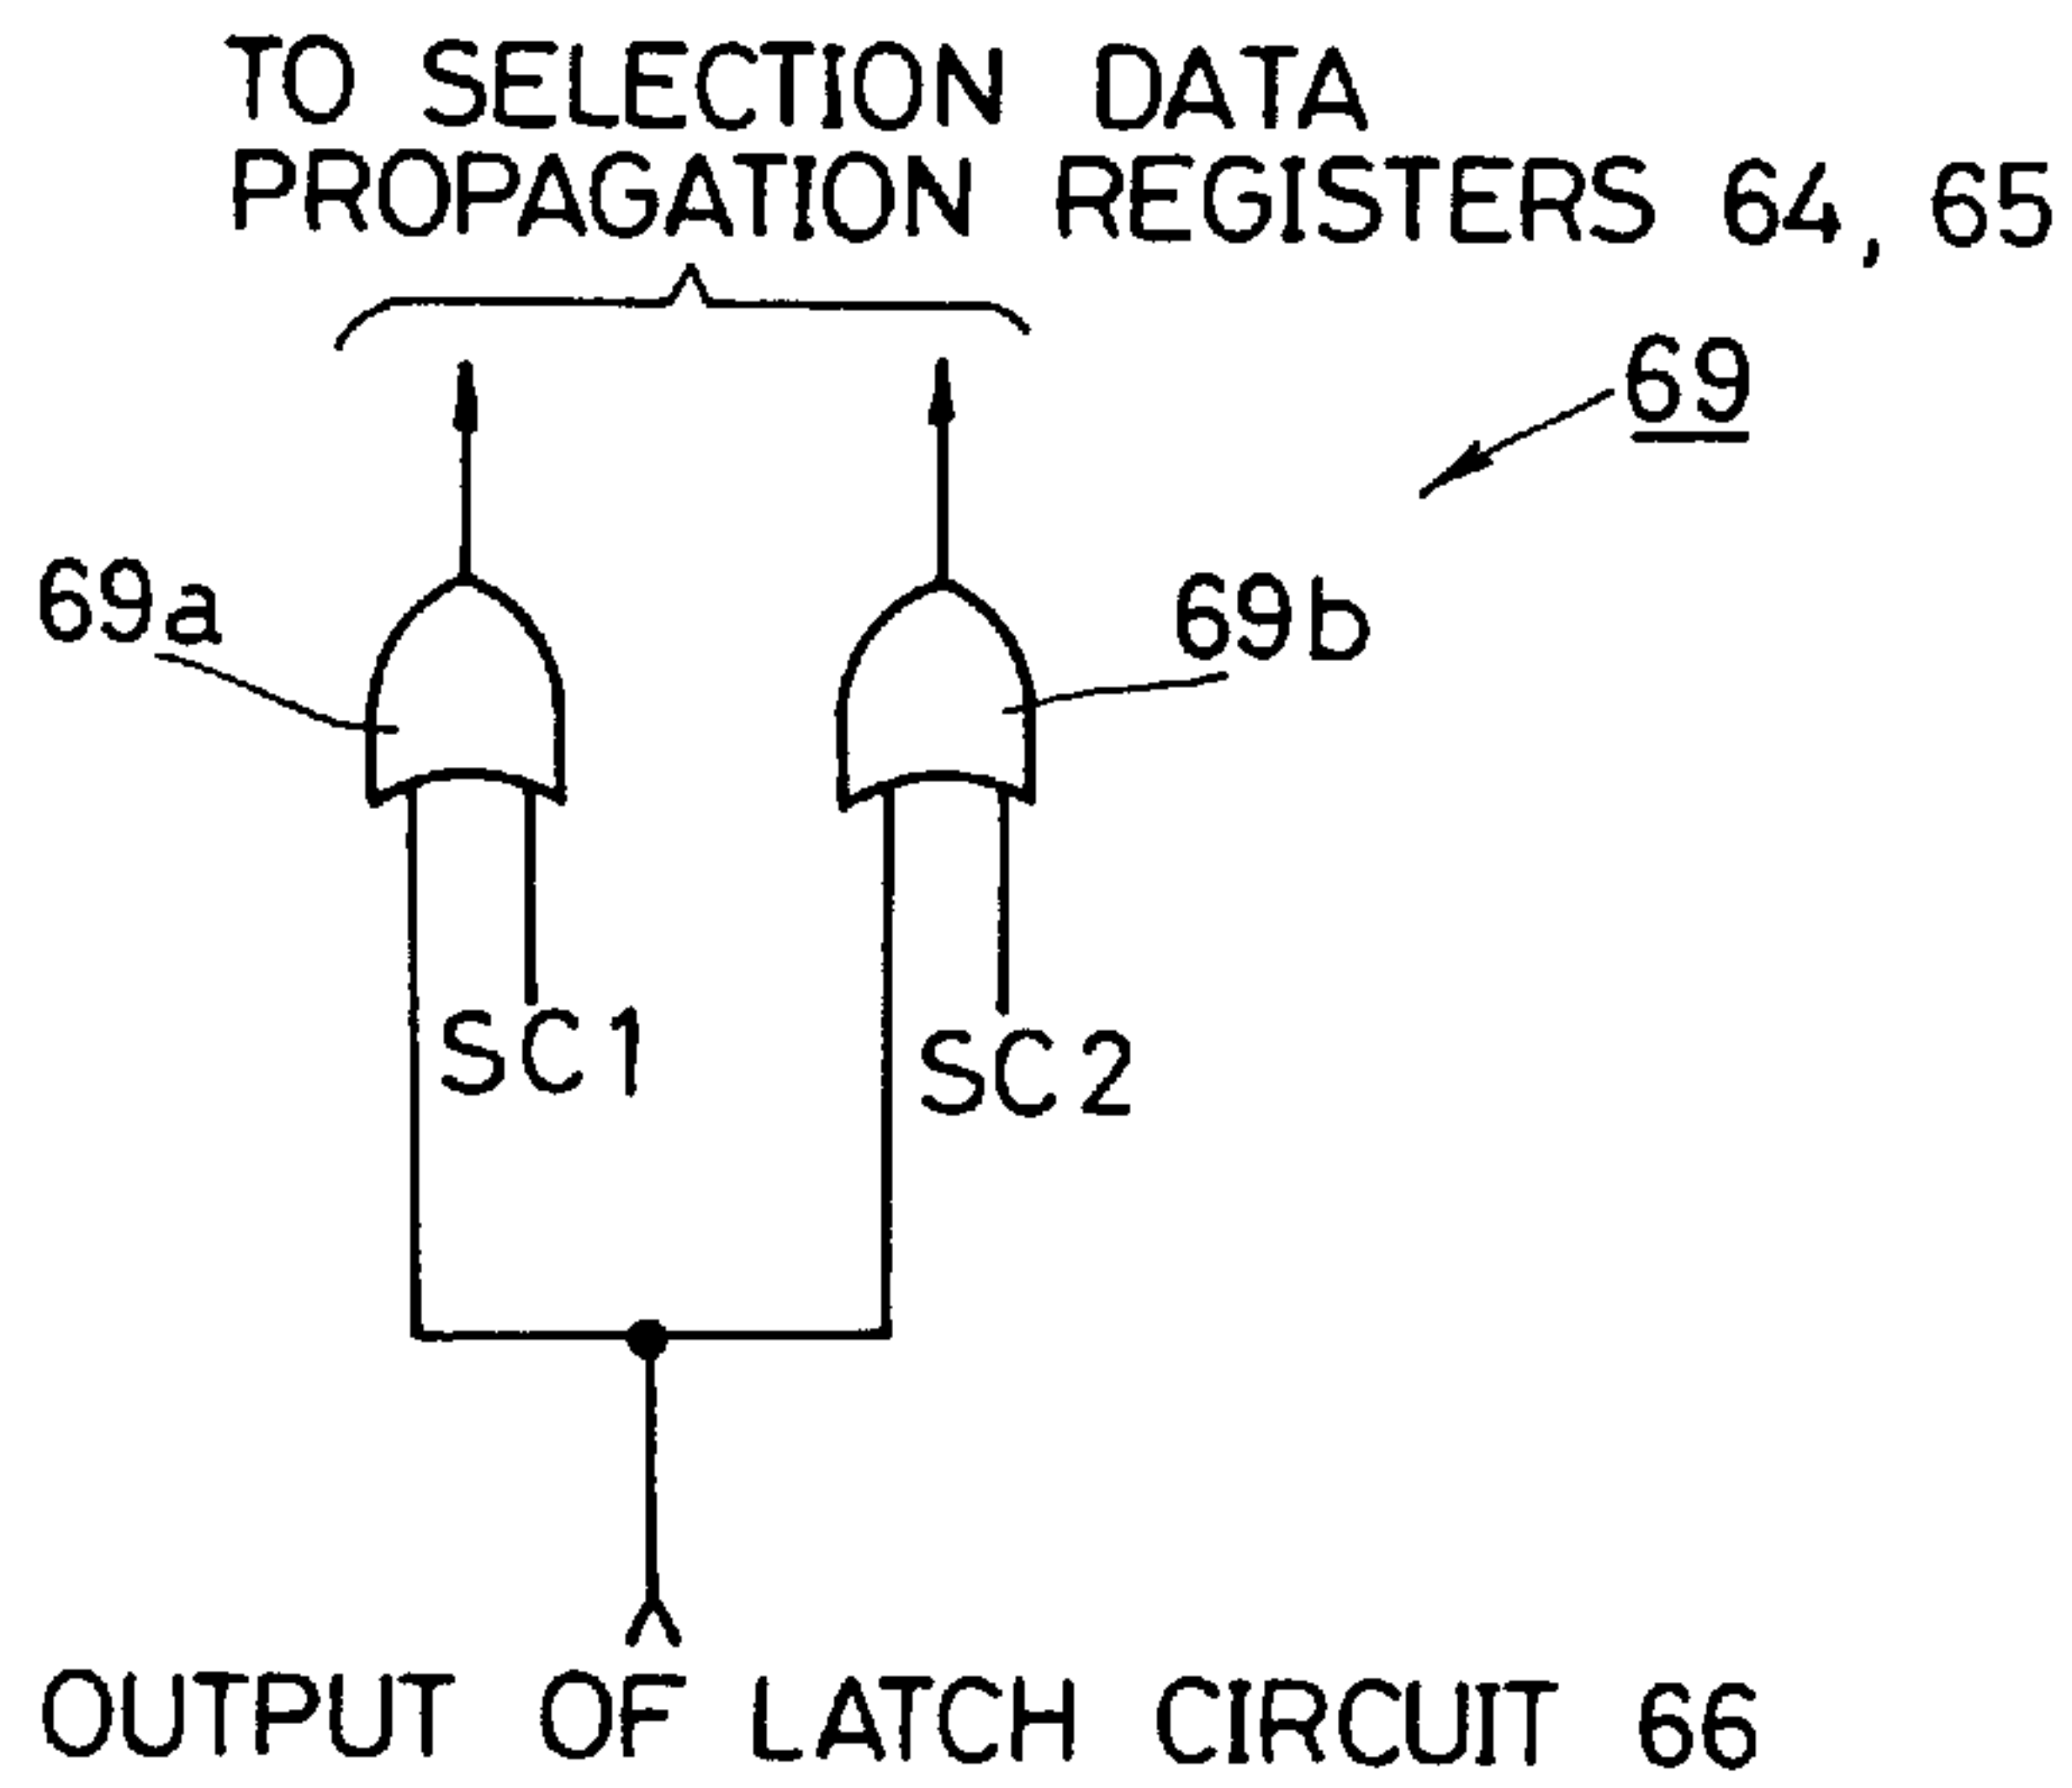 TO SELECTION DATA
PROPAGATION REGISTERS 64, 65
69
69a
69b
SC1
SC2
OUTPUT OF LATCH CIRCUIT 66